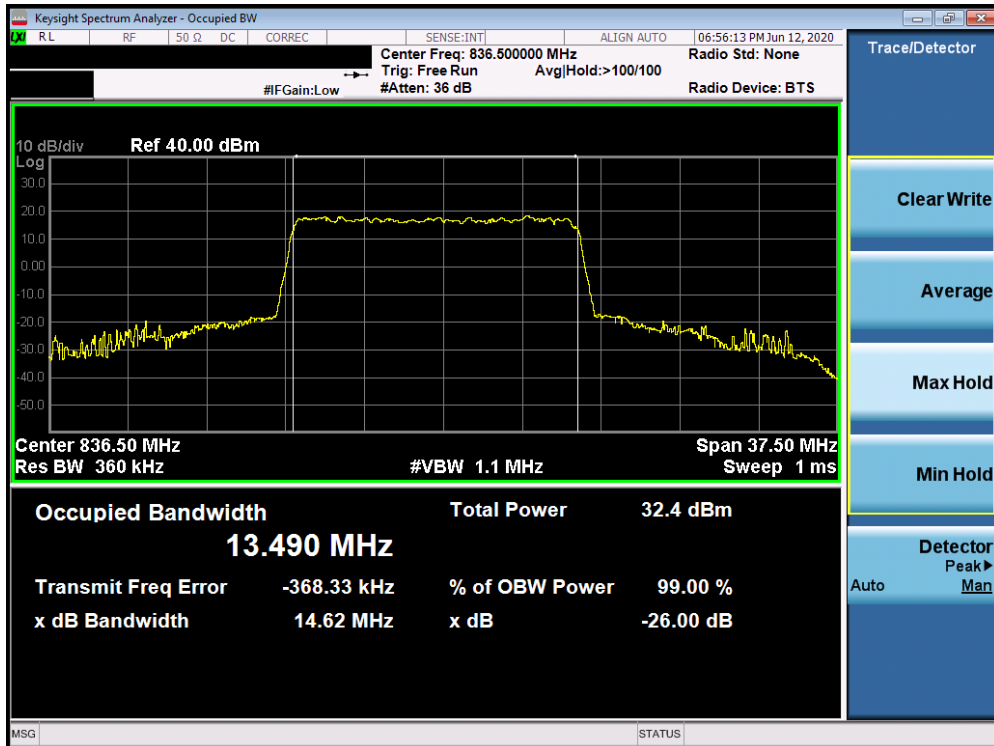 Keysight Spectrum Analyzer - Occupied BW
LXI RL RF 50 Ω DC CORREC SENSE:INT ALIGN AUTO 06:56:13 PM Jun 12, 2020
Center Freq: 836.500000 MHz Radio Std: None
Trig: Free Run Avg|Hold:>100/100
#IFGain:Low #Atten: 36 dB Radio Device: BTS
10 dB/div Ref 40.00 dBm
Log
30.0
20.0
10.0
0.00
-10.0
-20.0
-30.0
-40.0
-50.0
Center 836.50 MHz Span 37.50 MHz
Res BW 360 kHz #VBW 1.1 MHz Sweep 1 ms
Occupied Bandwidth Total Power 32.4 dBm
13.490 MHz
Transmit Freq Error -368.33 kHz % of OBW Power 99.00 %
x dB Bandwidth 14.62 MHz x dB -26.00 dB
MSG STATUS
Trace/Detector
Clear Write
Average
Max Hold
Min Hold
Detector
Peak▶
Auto Man